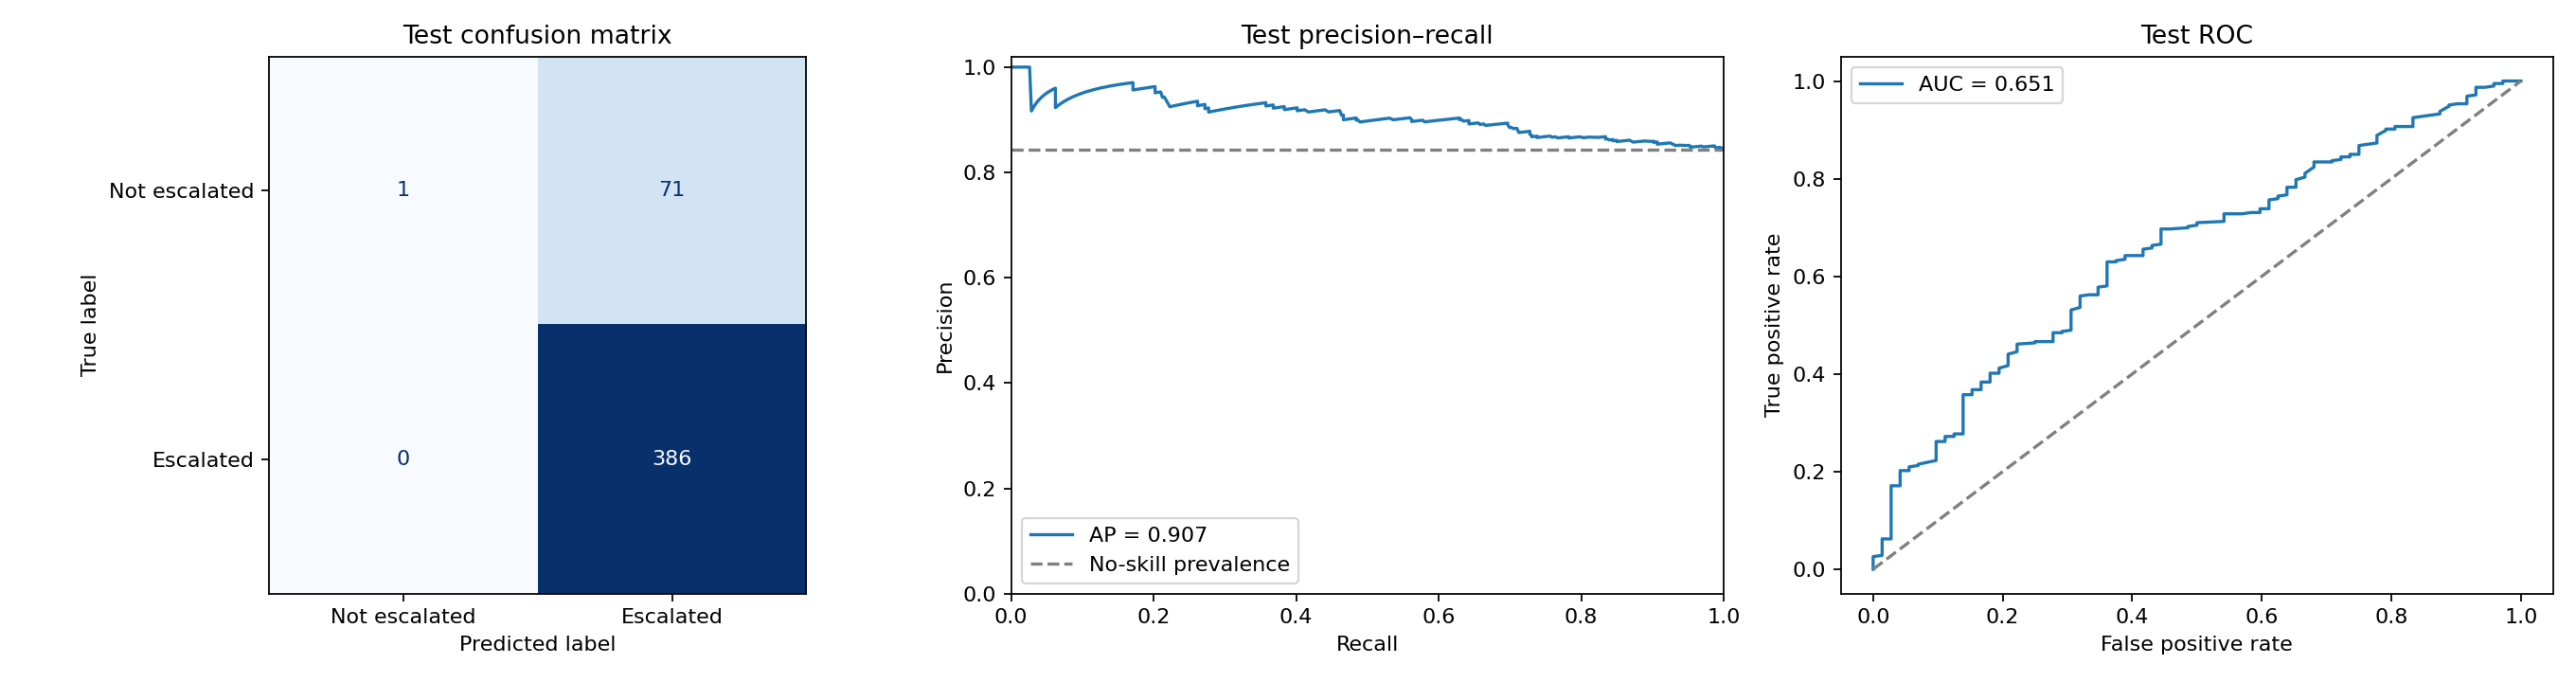 Test confusion matrix
True label
Not escalated
Escalated
1
71
0
386
Not escalated
Escalated
Predicted label
Test precision–recall
Precision
1.0
0.8
0.6
0.4
0.2
0.0
AP = 0.907
No-skill prevalence
0.0
0.2
0.4
0.6
0.8
1.0
Recall
Test ROC
True positive rate
1.0
0.8
0.6
0.4
0.2
0.0
AUC = 0.651
0.0
0.2
0.4
0.6
0.8
1.0
False positive rate